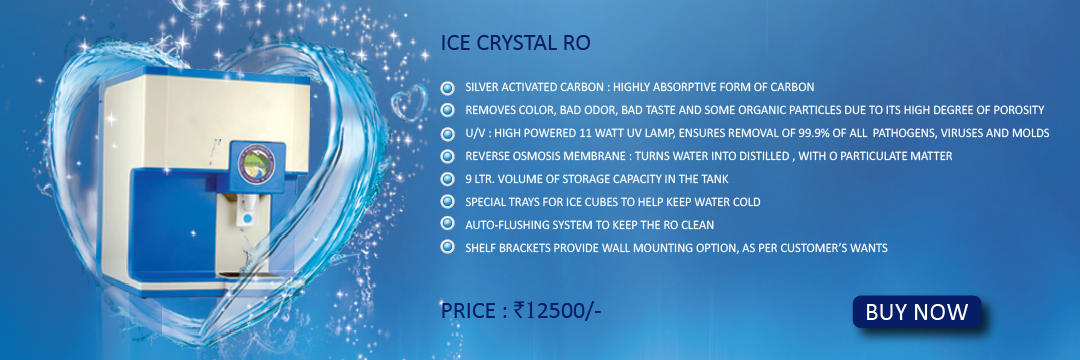 ICE CRYSTAL RO
SILVER ACTIVATED CARBON : HIGHLY ABSORPTIVE FORM OF CARBON
REMOVES COLOR, BAD ODOR, BAD TASTE AND SOME ORGANIC PARTICLES DUE TO ITS HIGH DEGREE OF POROSITY
U/V : HIGH POWERED 11 WATT UV LAMP, ENSURES REMOVAL OF 99.9% OF ALL PATHOGENS, VIRUSES AND MOLDS
REVERSE OSMOSIS MEMBRANE : TURNS WATER INTO DISTILLED , WITH O PARTICULATE MATTER
9 LTR. VOLUME OF STORAGE CAPACITY IN THE TANK
SPECIAL TRAYS FOR ICE CUBES TO HELP KEEP WATER COLD
AUTO-FLUSHING SYSTEM TO KEEP THE RO CLEAN
SHELF BRACKETS PROVIDE WALL MOUNTING OPTION, AS PER CUSTOMER'S WANTS
PRICE : ₹12500/-
BUY NOW